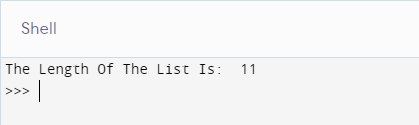 Shell
The Length Of The List Is:  11
>>>